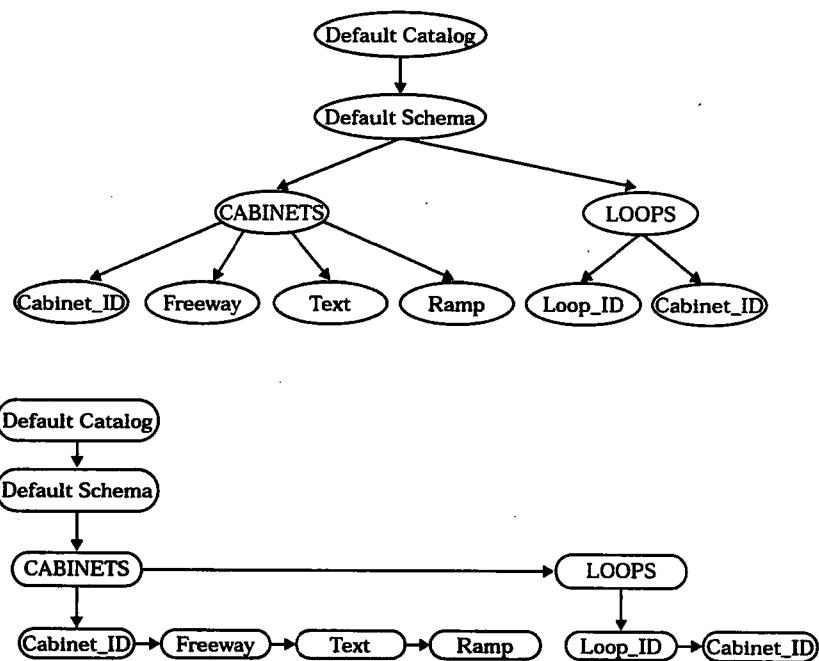 Default Catalog
Default Schema
CABINETS LOOPS
Cabinet_ID Freeway Text Ramp Loop_ID Cabinet_ID
Default Catalog
Default Schema
CABINETS LOOPS
Cabinet_ID Freeway Text Ramp Loop_ID Cabinet_ID